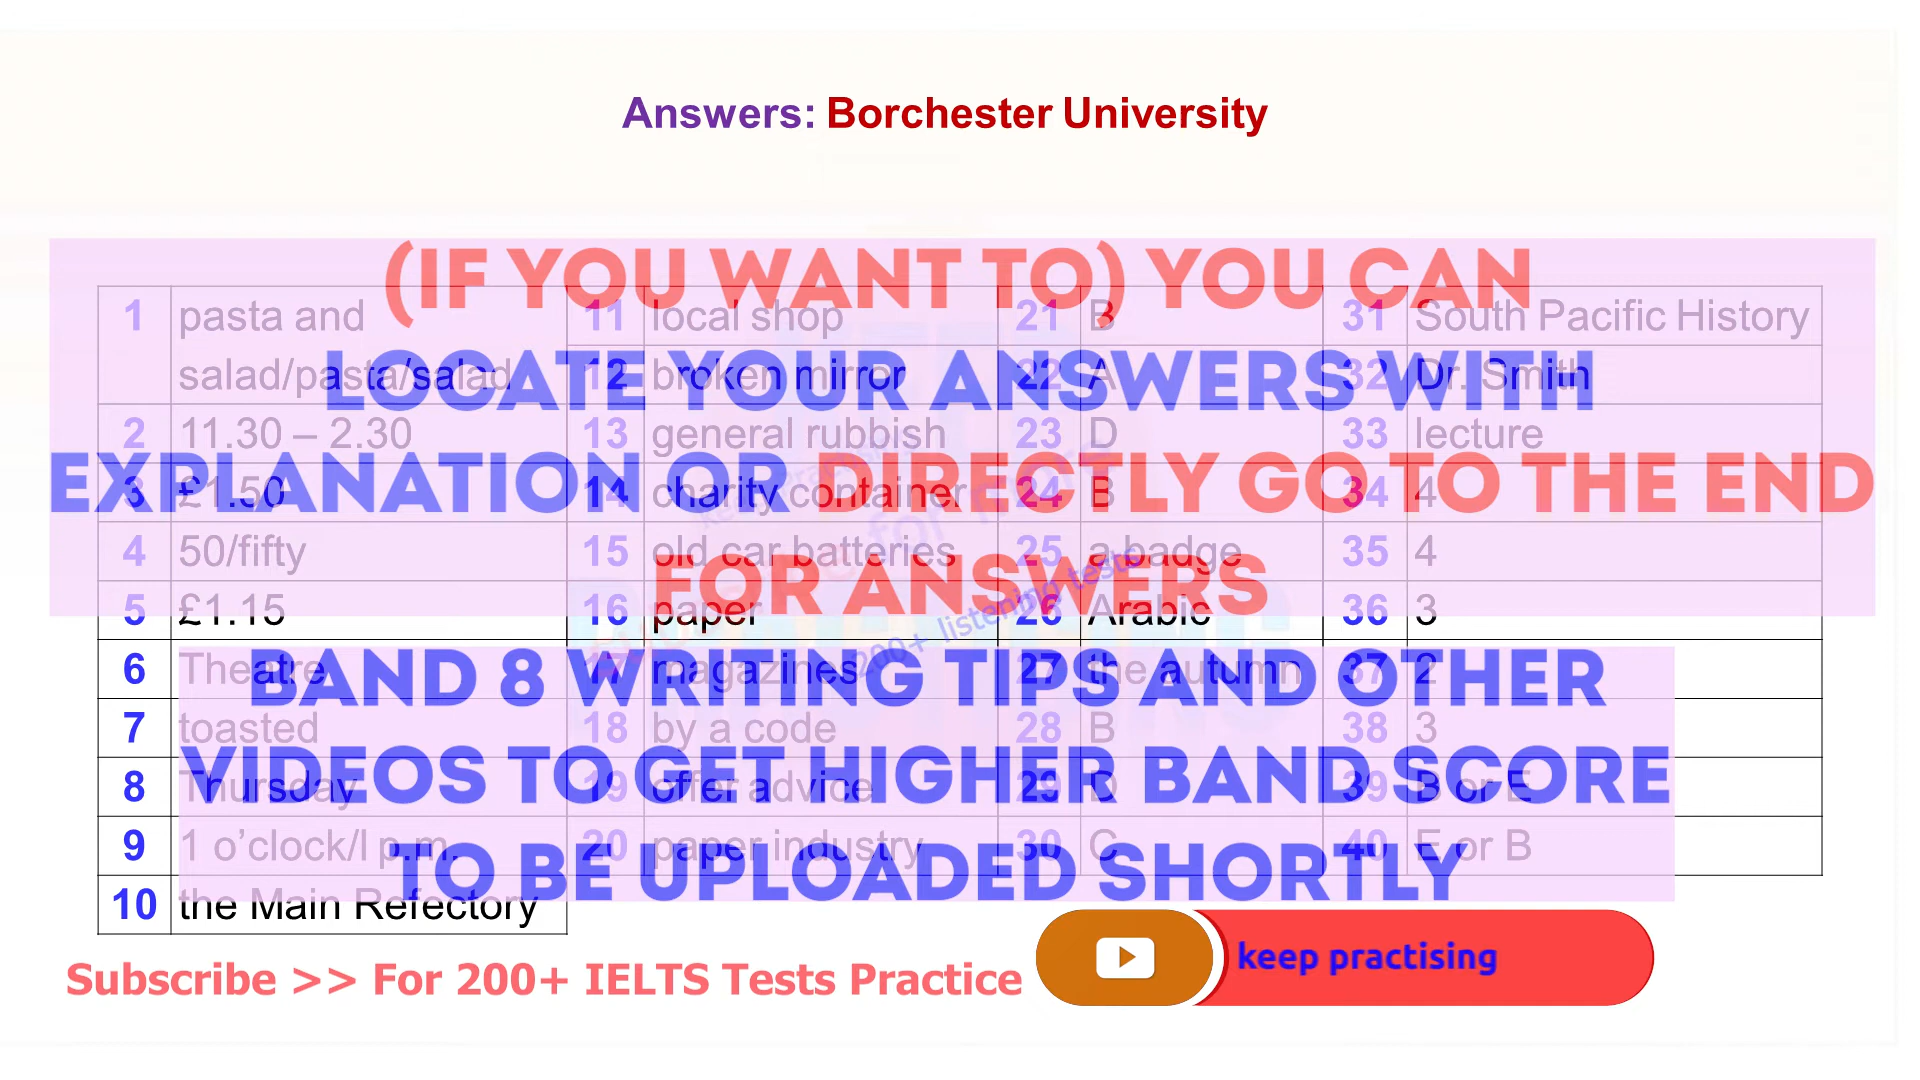 Answers: Borchester University
(IF YOU WANT TO) YOU CAN
LOCATE YOUR ANSWERS WITH
EXPLANATION OR DIRECTLY GO TO THE END
FOR ANSWERS
BAND 8 WRITING TIPS AND OTHER
VIDEOS TO GET HIGHER BAND SCORE
TO BE UPLOADED SHORTLY
1 pasta and
salad/pasta/salad
2 11.30 – 2.30
3 £1.50
4 50/fifty
5 £1.15
6 Theatre
7 toasted
8 Thursday
9 1 o’clock/l p.m.
10 the Main Refectory
11 local shop
12 broken mirror
13 general rubbish
14 charity container
15 old car batteries
16 paper
17 magazines
18 by a code
19 offer advice
20 paper industry
21 B
22 A
23 D
24 B
25 a badge
26 Arabic
27 the autumn
28 B
29 D
30 C
31 South Pacific History
32 Dr. Smith
33 lecture
34 4
35 4
36 3
37 2
38 3
39 B or E
40 E or B
200+ listening tests
Subscribe >> For 200+ IELTS Tests Practice
keep practising